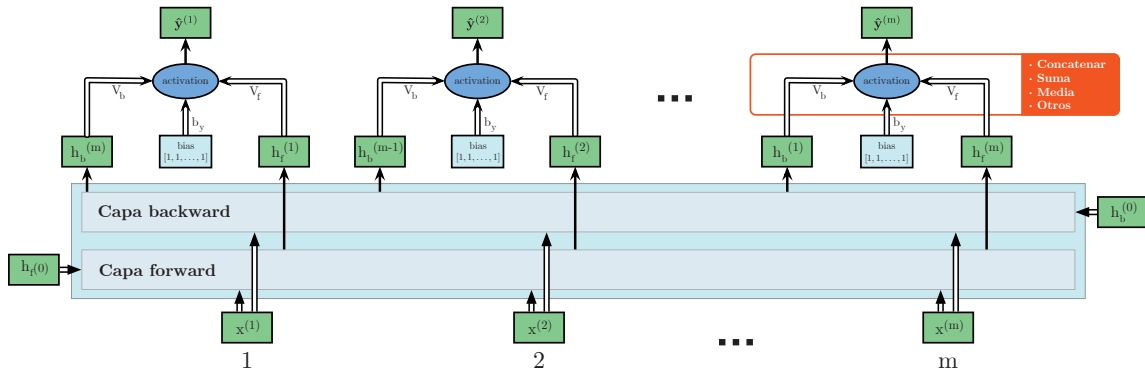 ŷ^(1) ŷ^(2) ŷ^(m)
activation activation activation
· Concatenar
· Suma
· Media
· Otros
V_b V_f V_b V_f V_b V_f
b_y b_y b_y
h_b^(m) bias h_f^(1) h_b^(m-1) bias h_f^(2) h_b^(1) bias h_f^(m)
[1, 1, . . . , 1] [1, 1, . . . , 1] [1, 1, . . . , 1]
...
Capa backward
h_b^(0)
Capa forward
h_f(0)
x^(1) x^(2) x^(m)
...
1 2 m